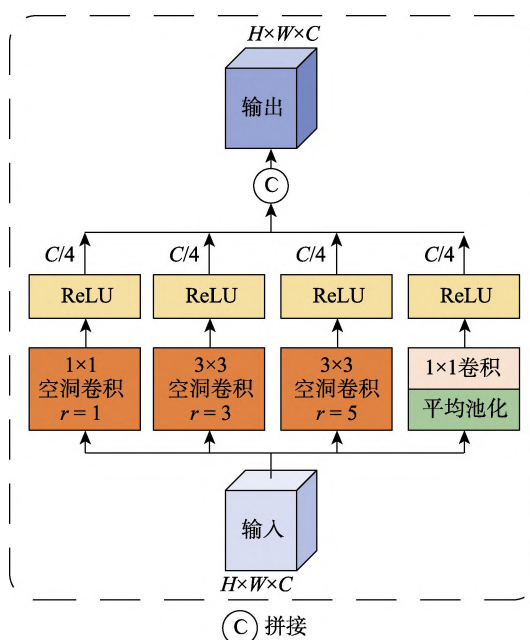 H×W×C
输出
C
C/4
C/4
C/4
C/4
ReLU
ReLU
ReLU
ReLU
1×1
空洞卷积
r = 1
3×3
空洞卷积
r = 3
3×3
空洞卷积
r = 5
1×1卷积
平均池化
输入
H×W×C
C 拼接